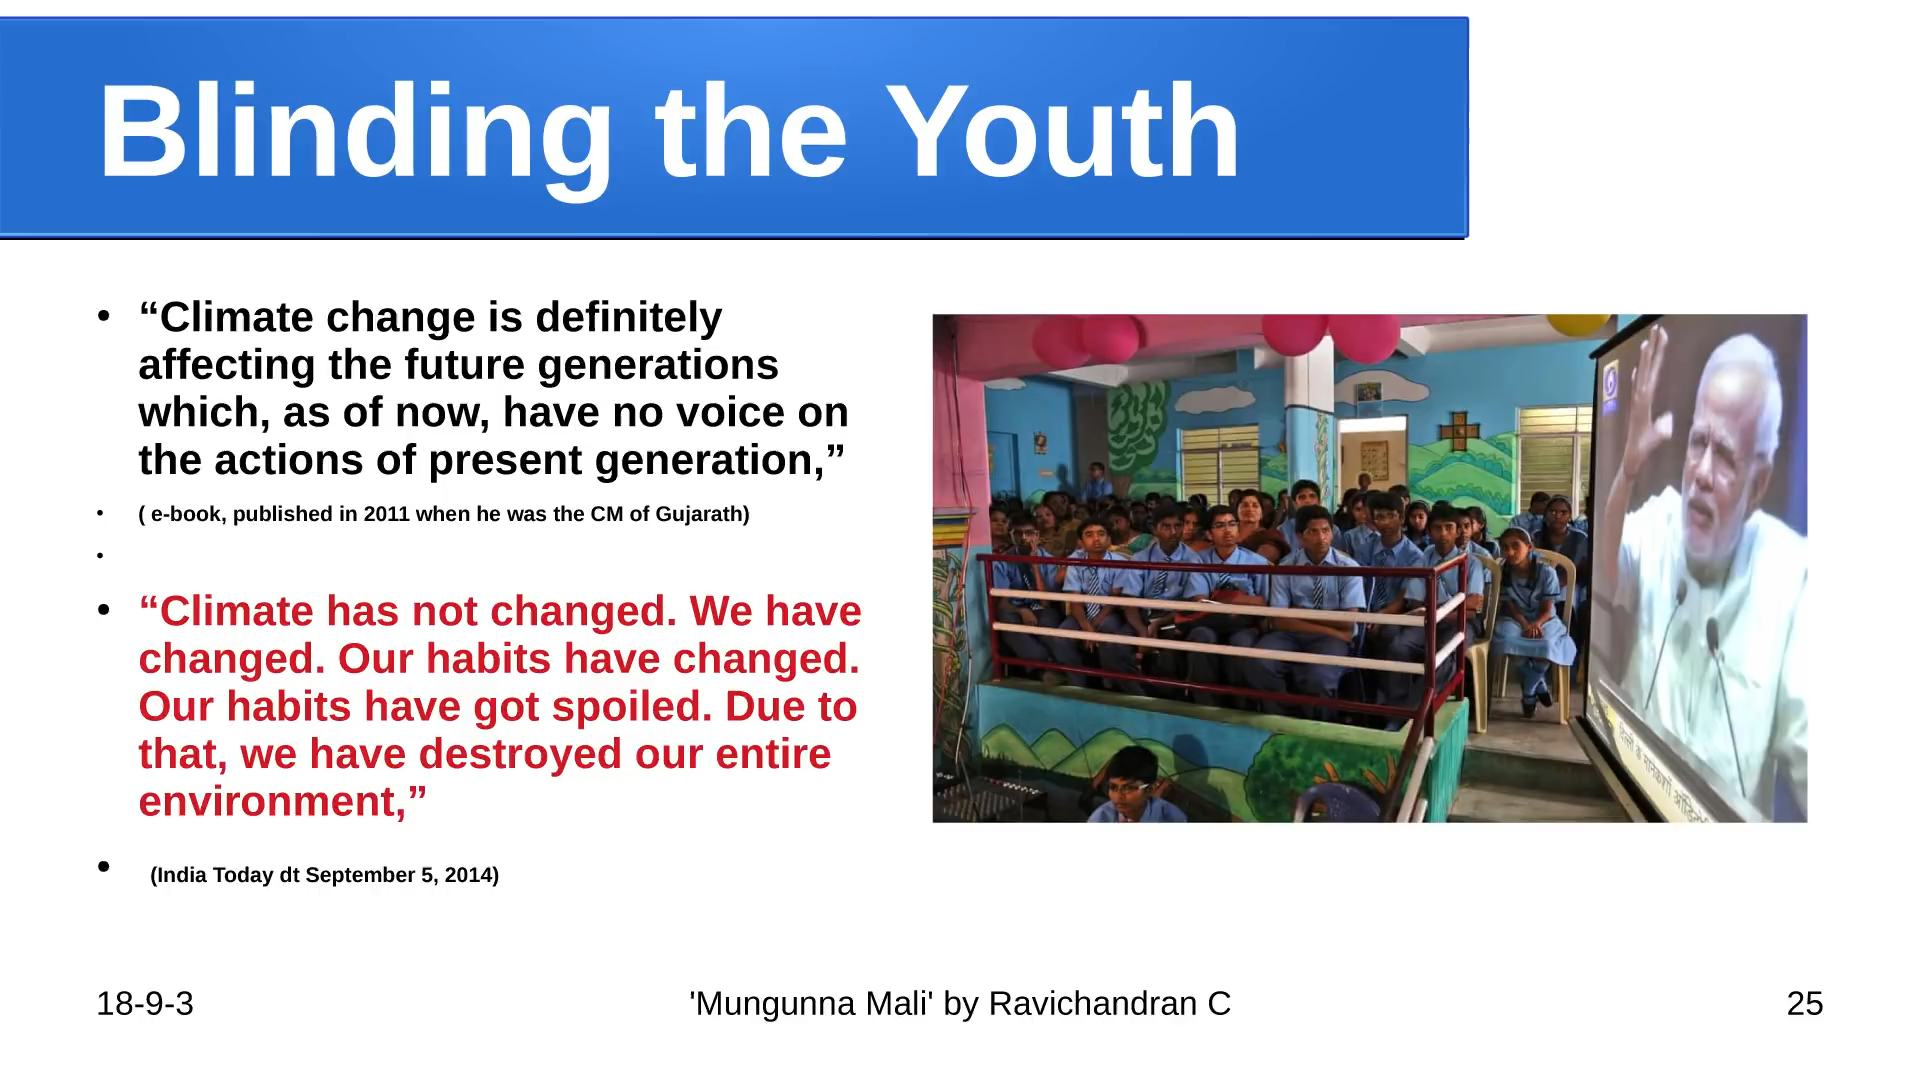 Blinding the Youth
• “Climate change is definitely
affecting the future generations
which, as of now, have no voice on
the actions of present generation,”
• ( e-book, published in 2011 when he was the CM of Gujarath)
•
• “Climate has not changed. We have
changed. Our habits have changed.
Our habits have got spoiled. Due to
that, we have destroyed our entire
environment,”
• (India Today dt September 5, 2014)
18-9-3
'Mungunna Mali' by Ravichandran C
25